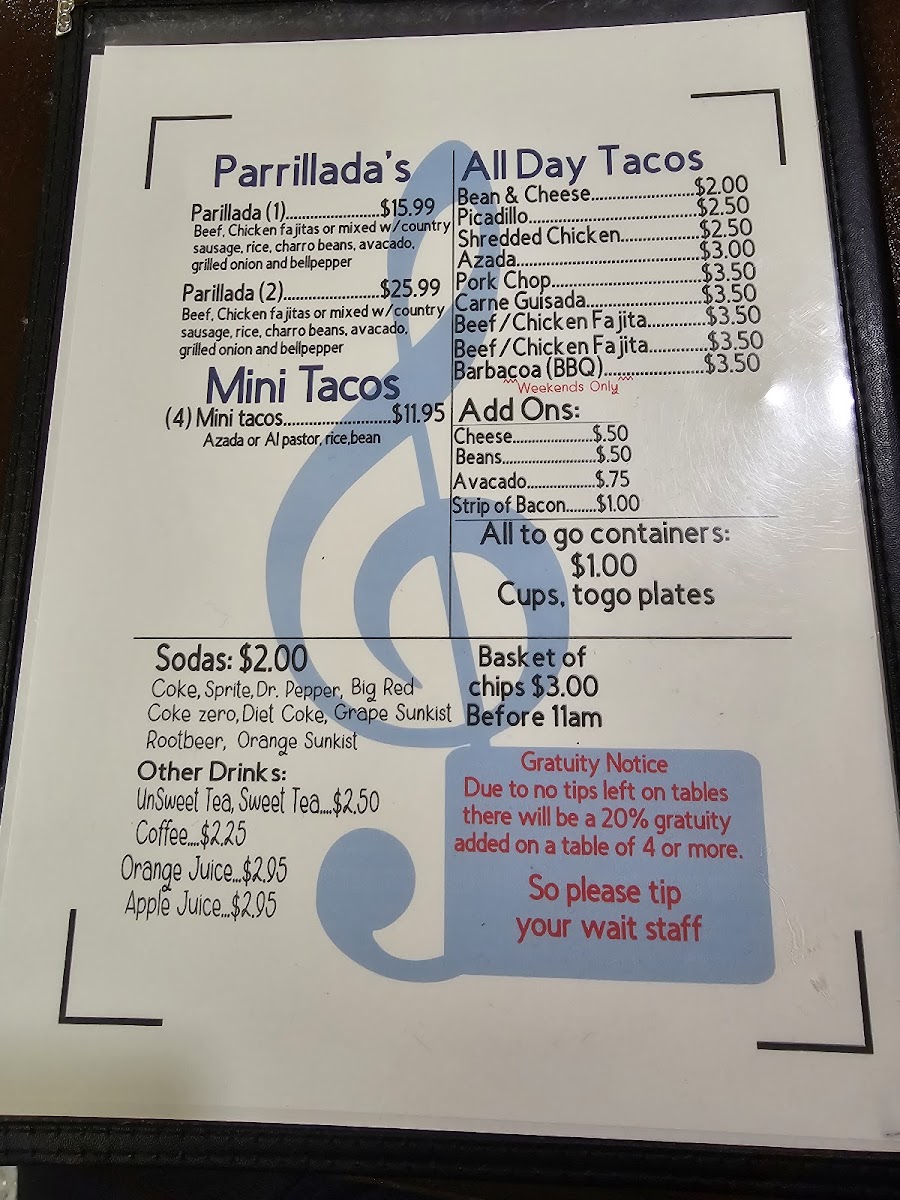 Parrillada's
Parillada (1)........................$15.99
Beef, Chicken fajitas or mixed w/country
sausage, rice, charro beans, avacado,
grilled onion and bellpepper
Parillada (2)........................$25.99
Beef, Chicken fajitas or mixed w/country
sausage, rice, charro beans, avacado,
grilled onion and bellpepper
Mini Tacos
(4) Mini tacos..........................$11.95
Azada or Al pastor, rice,bean
All Day Tacos
Bean & Cheese........................$2.00
Picadillo.......................................$2.50
Shredded Chicken..................$2.50
Azada..........................................$3.00
Pork Chop.................................$3.50
Carne Guisada..........................$3.50
Beef/Chicken Fajita.............$3.50
Beef/Chicken Fajita.............$3.50
Barbacoa (BBQ).......................$3.50
Weekends Only
Add Ons:
Cheese..................$.50
Beans.....................$.50
Avacado...............$.75
Strip of Bacon.......$1.00
All to go containers:
$1.00
Cups, togo plates
Sodas: $2.00
Coke, Sprite, Dr. Pepper, Big Red
Coke zero, Diet Coke, Grape Sunkist
Rootbeer, Orange Sunkist
Other Drinks:
UnSweet Tea, Sweet Tea....$2.50
Coffee....$2.25
Orange Juice...$2.95
Apple Juice...$2.95
Basket of
chips $3.00
Before 11am
Gratuity Notice
Due to no tips left on tables
there will be a 20% gratuity
added on a table of 4 or more.
So please tip
your wait staff